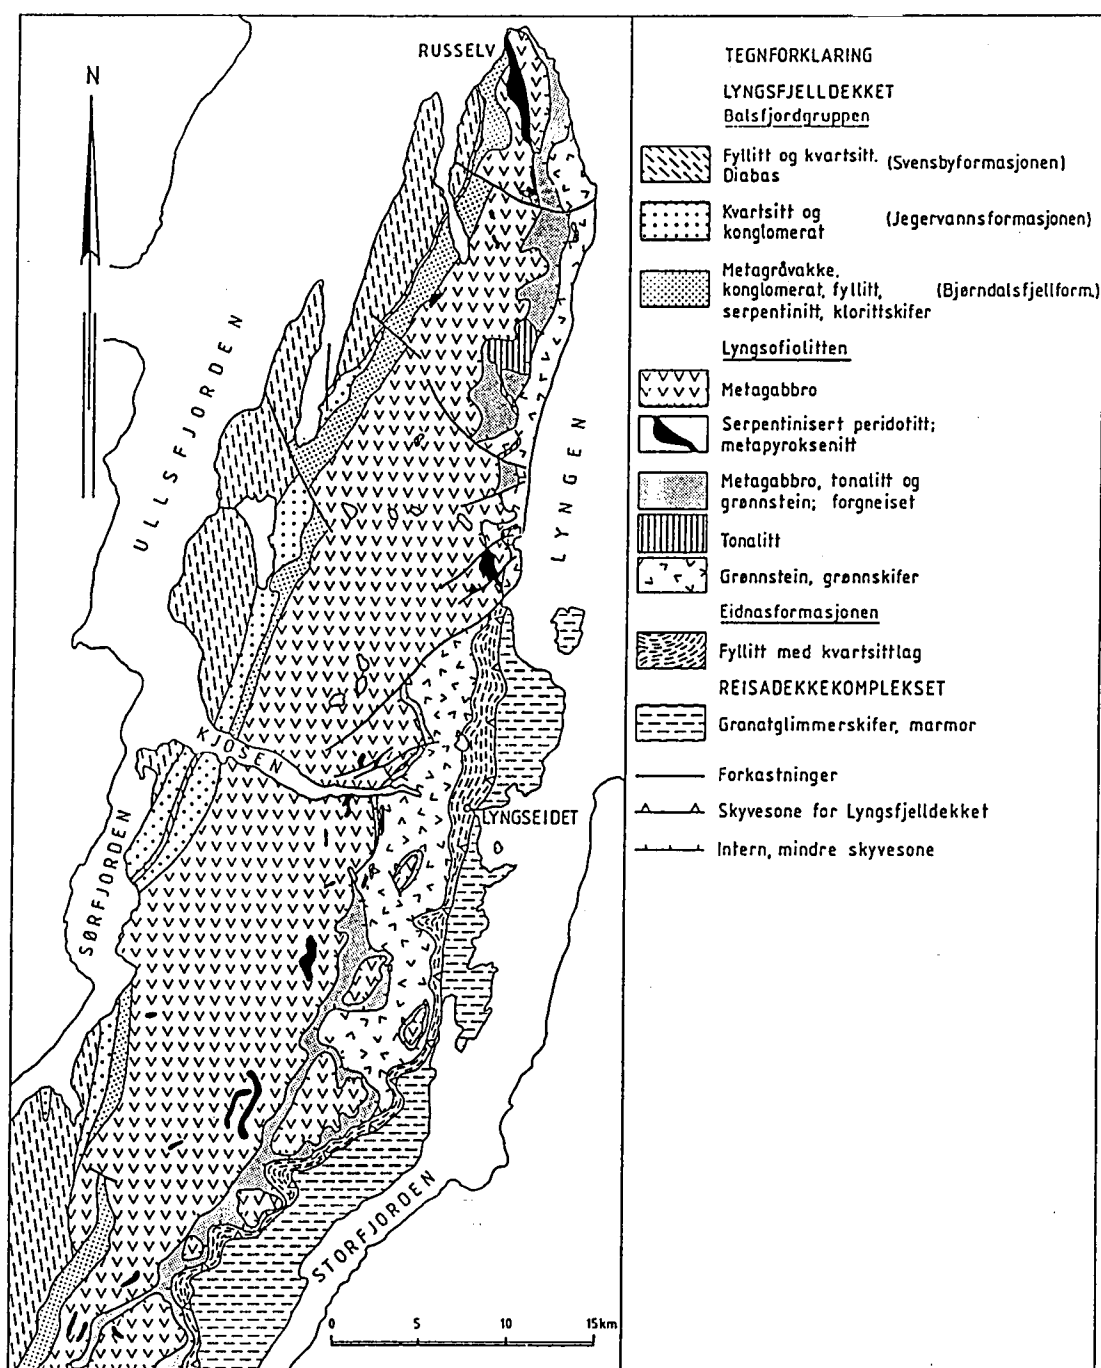 RUSSELV
N
ULLSFJORDEN
LYNGEN
KJOSEN
LYNGSEIDET
SØRFJORDEN
STORFJORDEN
0 5 10 15 km
TEGNFORKLARING
LYNGSFJELLDEKKET
Balsfjordgruppen
Fyllitt og kvartsitt. (Svensbyformasjonen)
Diabas
Kvartsitt og (Jegervannsformasjonen)
konglomerat
Metagråvakke,
konglomerat, fyllitt, (Bjørndalsfjellform.)
serpentinitt, klorittskifer
Lyngsofiolitten
Metagabbro
Serpentinisert peridotitt;
metapyroksenitt
Metagabbro, tonalitt og
grønnstein; forgneiset
Tonalitt
Grønnstein, grønnskifer
Eidnasformasjonen
Fyllitt med kvartsittlag
REISADEKKEKOMPLEKSET
Granatglimmerskifer, marmor
Forkastninger
Skyvesone for Lyngsfjelldekket
Intern, mindre skyvesone